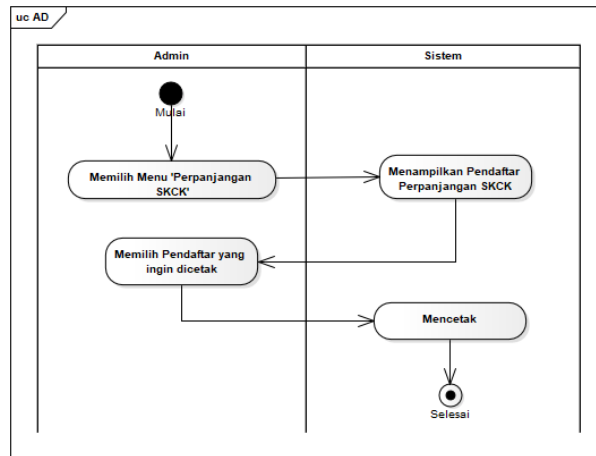 uc AD
Admin
Sistem
Mulai
Memilih Menu 'Perpanjangan
SKCK'
Menampilkan Pendaftar
Perpanjangan SKCK
Memilih Pendaftar yang
ingin dicetak
Mencetak
Selesai